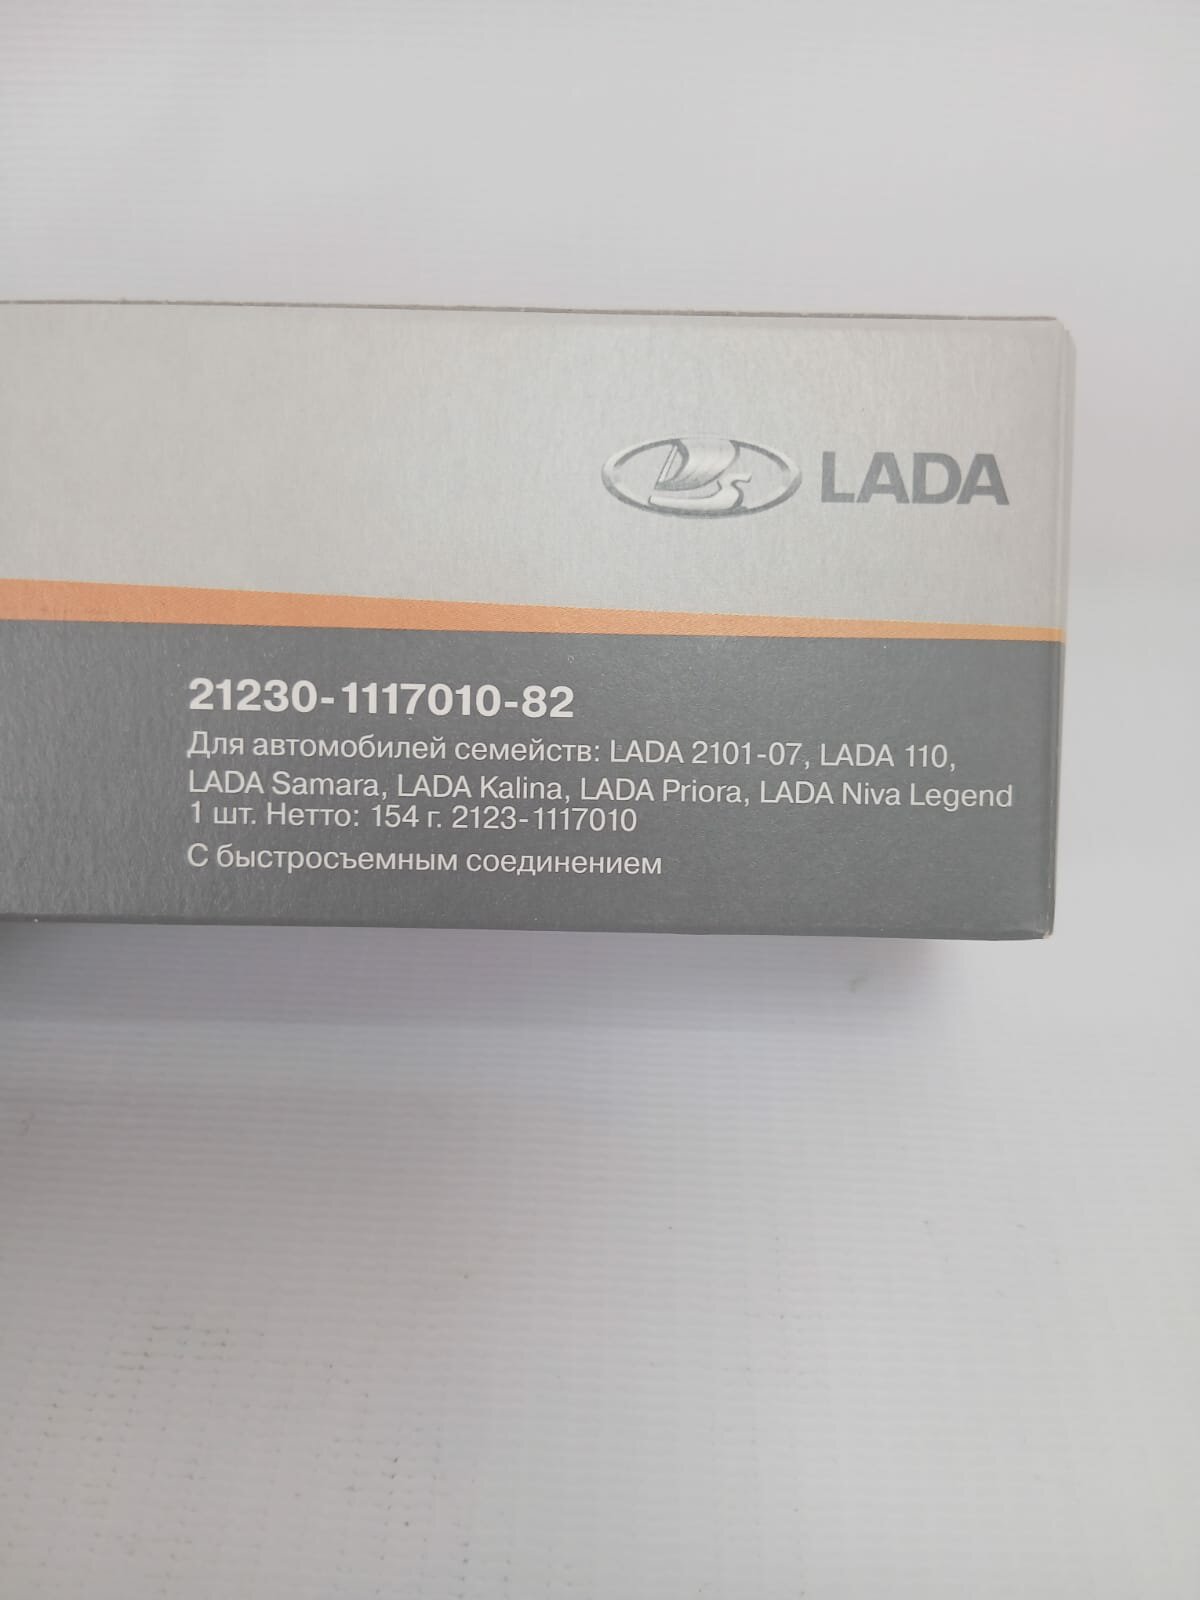 LADA
21230-1117010-82
Для автомобилей семейств: LADA 2101-07, LADA 110,
LADA Samara, LADA Kalina, LADA Priora, LADA Niva Legend
1 шт. Нетто: 154 г. 2123-1117010
С быстросъемным соединением